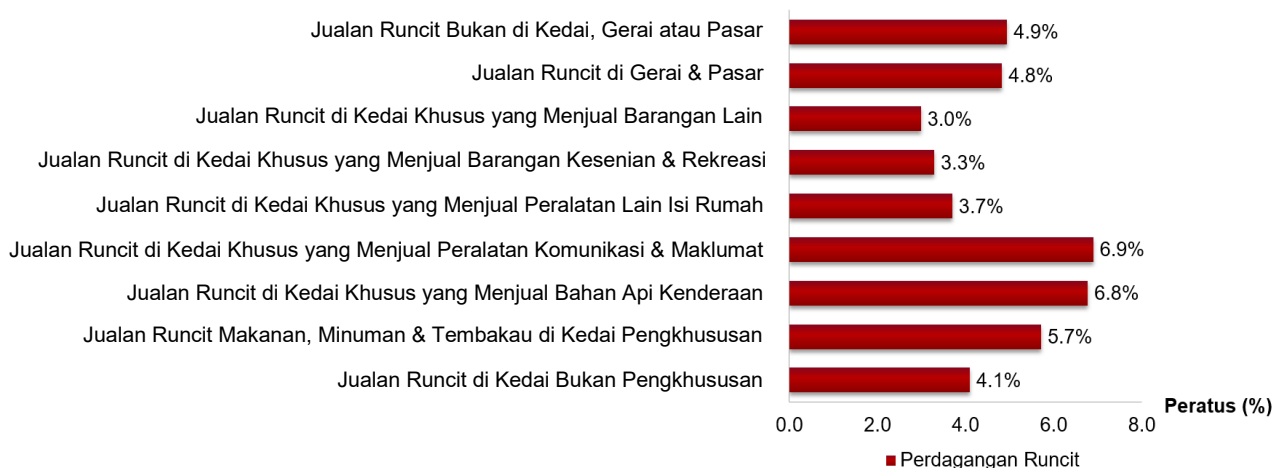 Jualan Runcit Bukan di Kedai, Gerai atau Pasar 4.9%
Jualan Runcit di Gerai & Pasar 4.8%
Jualan Runcit di Kedai Khusus yang Menjual Barangan Lain 3.0%
Jualan Runcit di Kedai Khusus yang Menjual Barangan Kesenian & Rekreasi 3.3%
Jualan Runcit di Kedai Khusus yang Menjual Peralatan Lain Isi Rumah 3.7%
Jualan Runcit di Kedai Khusus yang Menjual Peralatan Komunikasi & Maklumat 6.9%
Jualan Runcit di Kedai Khusus yang Menjual Bahan Api Kenderaan 6.8%
Jualan Runcit Makanan, Minuman & Tembakau di Kedai Pengkhususan 5.7%
Jualan Runcit di Kedai Bukan Pengkhususan 4.1%
Peratus (%)
0.0 2.0 4.0 6.0 8.0
Perdagangan Runcit